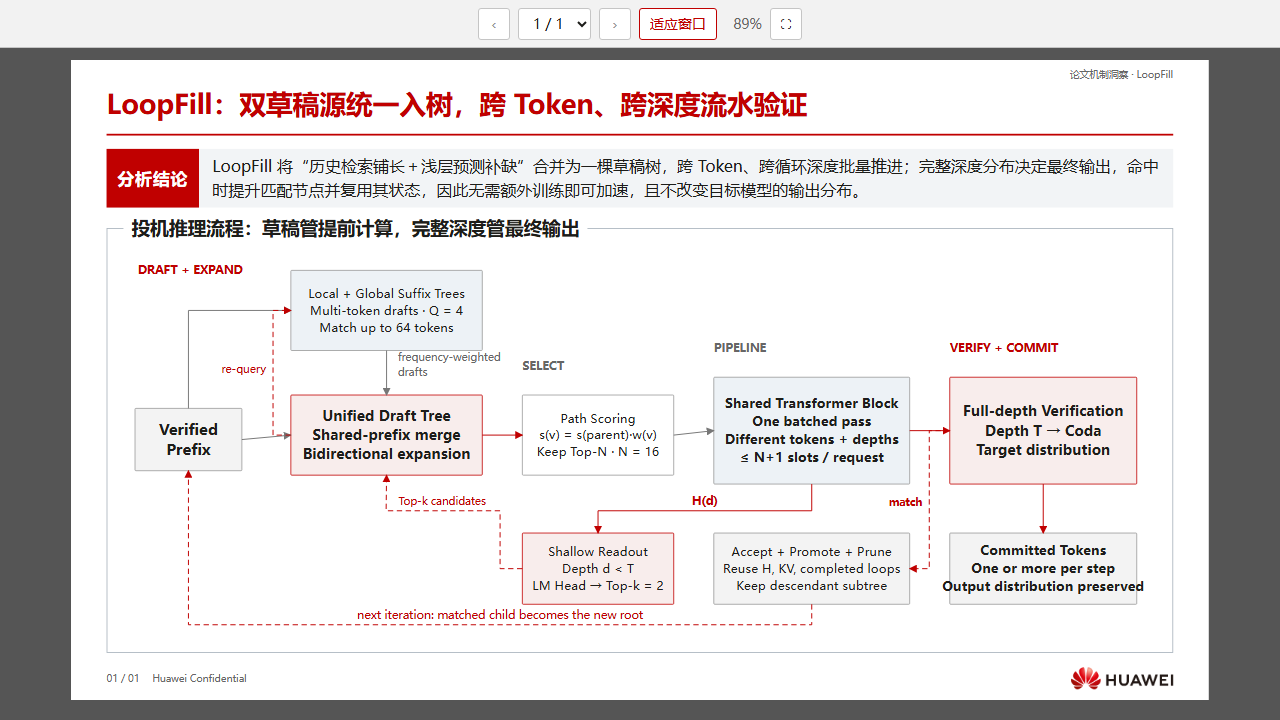 ‹
1 / 1
›
适应窗口
89%
论文机制洞察 · LoopFill
LoopFill：双草稿源统一入树，跨 Token、跨深度流水验证
分析结论
LoopFill 将“历史检索铺长＋浅层预测补缺”合并为一棵草稿树，跨 Token、跨循环深度批量推进；完整深度分布决定最终输出，命中
时提升匹配节点并复用其状态，因此无需额外训练即可加速，且不改变目标模型的输出分布。
投机推理流程：草稿管提前计算，完整深度管最终输出
DRAFT + EXPAND
Local + Global Suffix Trees
Multi-token drafts · Q = 4
Match up to 64 tokens
frequency-weighted
drafts
re-query
Verified
Prefix
Unified Draft Tree
Shared-prefix merge
Bidirectional expansion
SELECT
Path Scoring
s(v) = s(parent)·w(v)
Keep Top-N · N = 16
PIPELINE
Shared Transformer Block
One batched pass
Different tokens + depths
≤ N+1 slots / request
VERIFY + COMMIT
Full-depth Verification
Depth T → Coda
Target distribution
Top-k candidates
H(d)
match
Shallow Readout
Depth d < T
LM Head → Top-k = 2
Accept + Promote + Prune
Reuse H, KV, completed loops
Keep descendant subtree
Committed Tokens
One or more per step
Output distribution preserved
next iteration: matched child becomes the new root
01 / 01
Huawei Confidential
HUAWEI